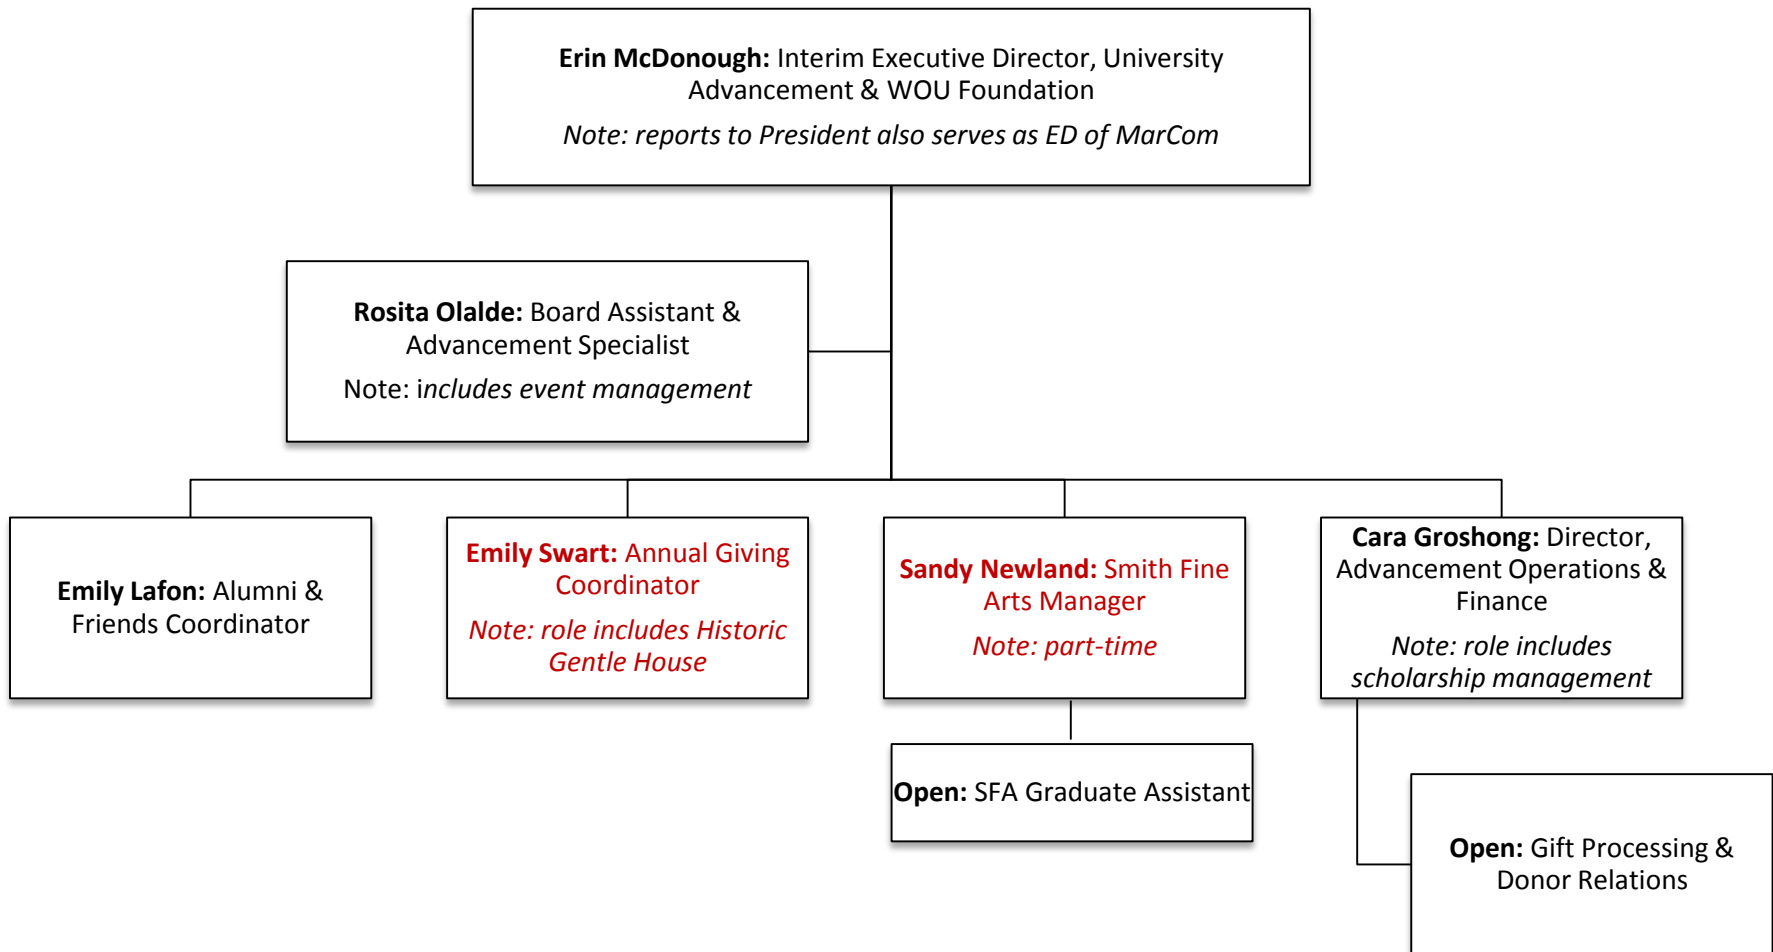 Erin McDonough: Interim Executive Director, University
Advancement & WOU Foundation
Note: reports to President also serves as ED of MarCom
Rosita Olalde: Board Assistant &
Advancement Specialist
Note: includes event management
Emily Lafon: Alumni &
Friends Coordinator
Emily Swart: Annual Giving
Coordinator
Note: role includes Historic
Gentle House
Sandy Newland: Smith Fine
Arts Manager
Note: part-time
Cara Groshong: Director,
Advancement Operations &
Finance
Note: role includes
scholarship management
Open: SFA Graduate Assistant
Open: Gift Processing &
Donor Relations